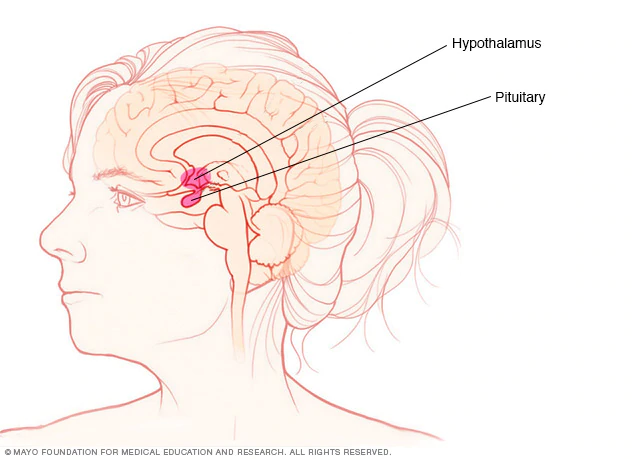 Hypothalamus
Pituitary
© MAYO FOUNDATION FOR MEDICAL EDUCATION AND RESEARCH. ALL RIGHTS RESERVED.